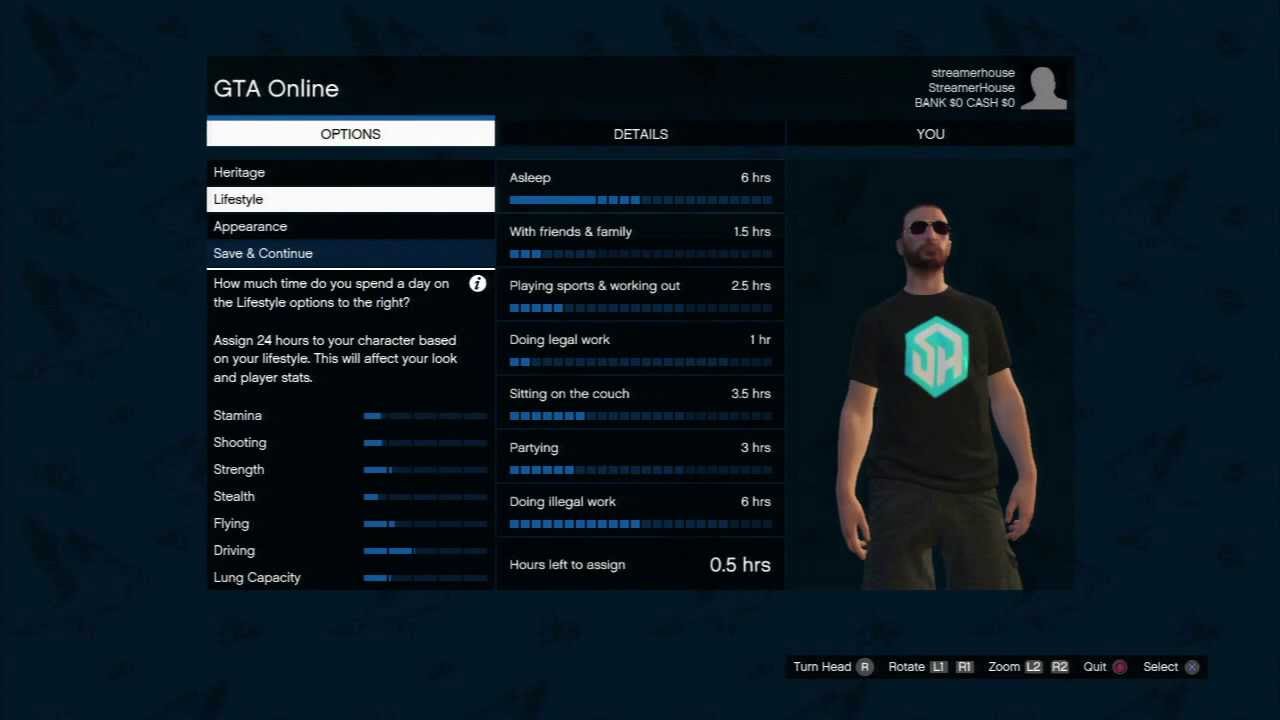 GTA Online
streamerhouse
StreamerHouse
BANK $0 CASH $0
OPTIONS
DETAILS
YOU
Heritage
Lifestyle
Appearance
Save & Continue
How much time do you spend a day on
the Lifestyle options to the right?
Assign 24 hours to your character based
on your lifestyle. This will affect your look
and player stats.
Stamina
Shooting
Strength
Stealth
Flying
Driving
Lung Capacity
Asleep 6 hrs
With friends & family 1.5 hrs
Playing sports & working out 2.5 hrs
Doing legal work 1 hr
Sitting on the couch 3.5 hrs
Partying 3 hrs
Doing illegal work 6 hrs
Hours left to assign 0.5 hrs
SH
Turn Head R Rotate L1 R1 Zoom L2 R2 Quit Select